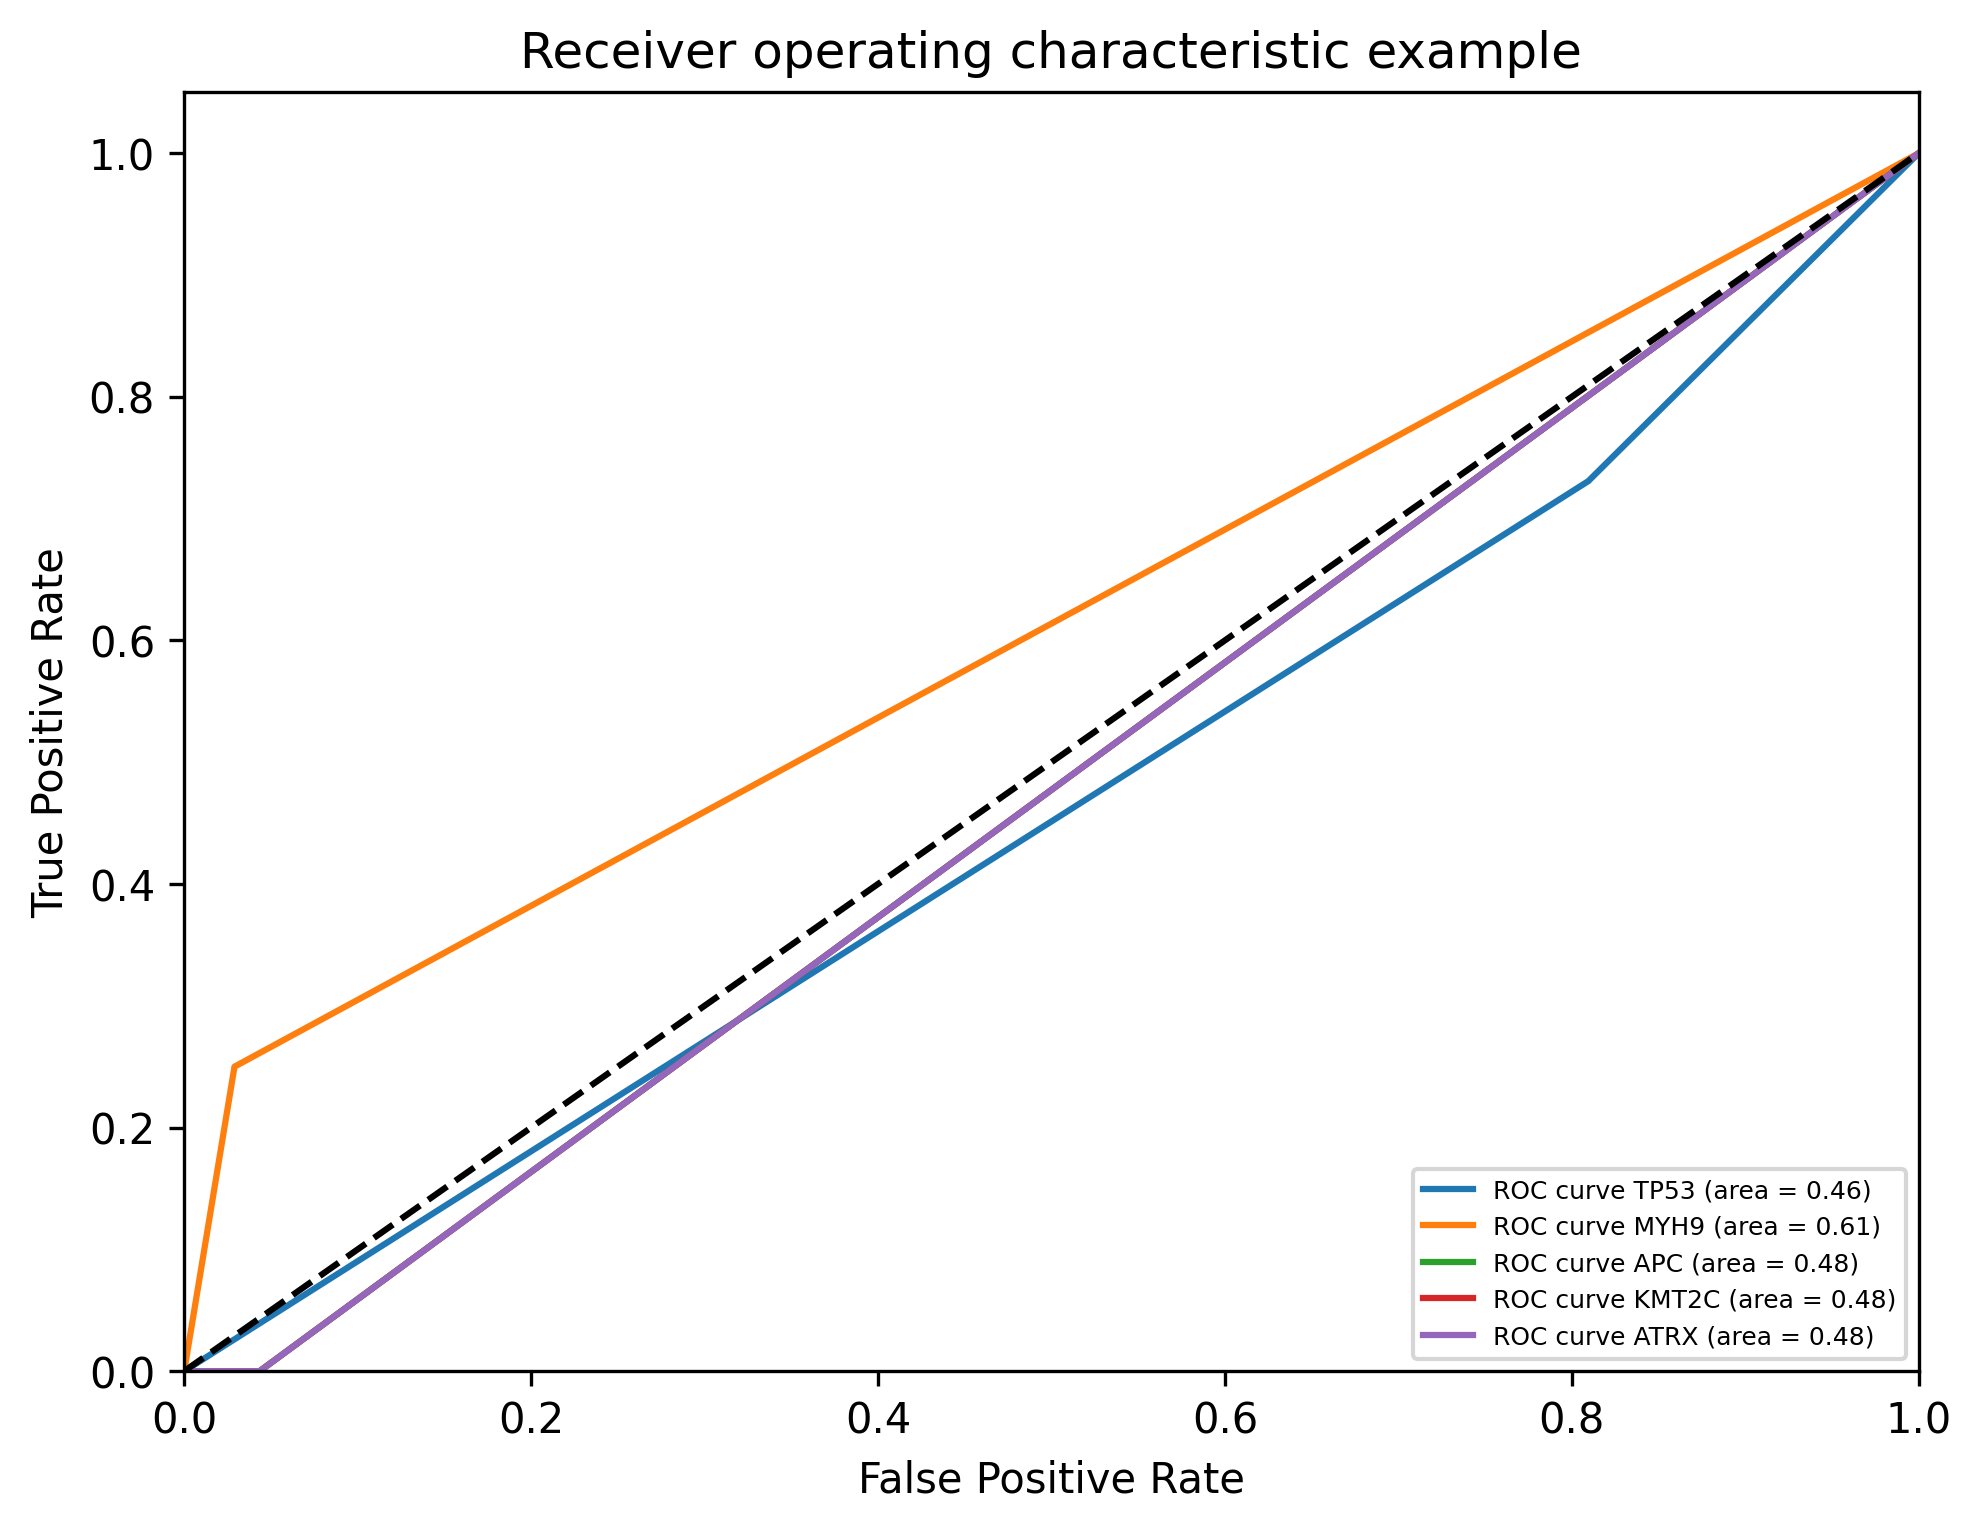 Receiver operating characteristic example
True Positive Rate
1.0
0.8
0.6
0.4
0.2
0.0
ROC curve TP53 (area = 0.46)
ROC curve MYH9 (area = 0.61)
ROC curve APC (area = 0.48)
ROC curve KMT2C (area = 0.48)
ROC curve ATRX (area = 0.48)
0.0 0.2 0.4 0.6 0.8 1.0
False Positive Rate